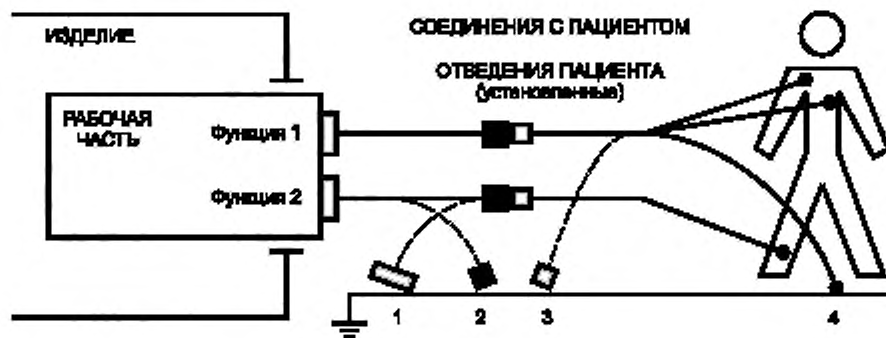 ИЗДЕЛИЕ
СОЕДИНЕНИЯ С ПАЦИЕНТОМ
ОТВЕДЕНИЯ ПАЦИЕНТА
(установленные)
РАБОЧАЯ
ЧАСТЬ
Функция 1
Функция 2
1 2 3 4